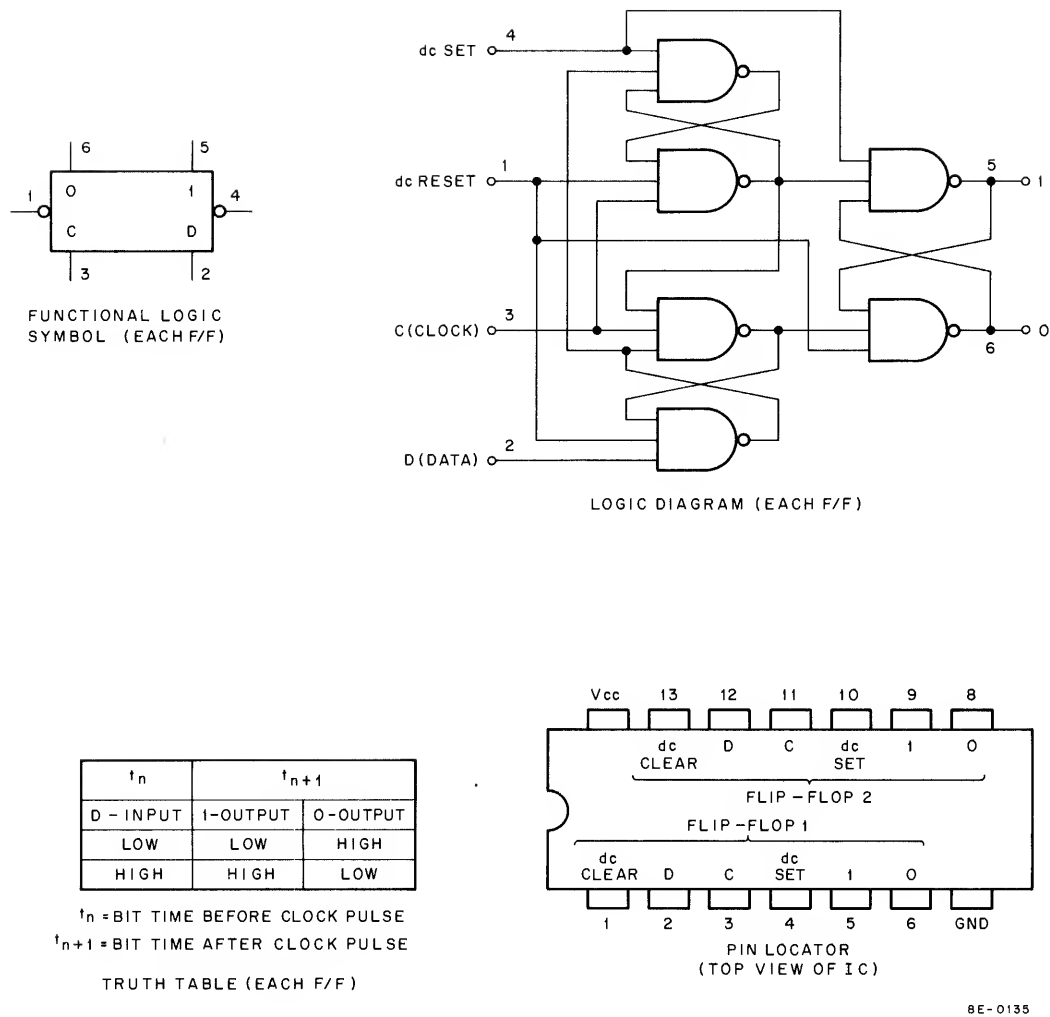 4
dc SET
6
5
O
1
1
4
C
D
3
2
FUNCTIONAL LOGIC
SYMBOL (EACH F/F)
1
dc RESET
5
1
3
C(CLOCK)
6
O
2
D(DATA)
LOGIC DIAGRAM (EACH F/F)
tn
tn+1
D-INPUT
1-OUTPUT
O-OUTPUT
LOW
LOW
HIGH
HIGH
HIGH
LOW
tn = BIT TIME BEFORE CLOCK PULSE
tn+1 = BIT TIME AFTER CLOCK PULSE
TRUTH TABLE (EACH F/F)
Vcc 13 12 11 10 9 8
dc CLEAR D C dc SET 1 O
FLIP-FLOP 2
FLIP-FLOP 1
dc CLEAR D C dc SET 1 O
1 2 3 4 5 6 GND
PIN LOCATOR
(TOP VIEW OF IC)
8E-0135